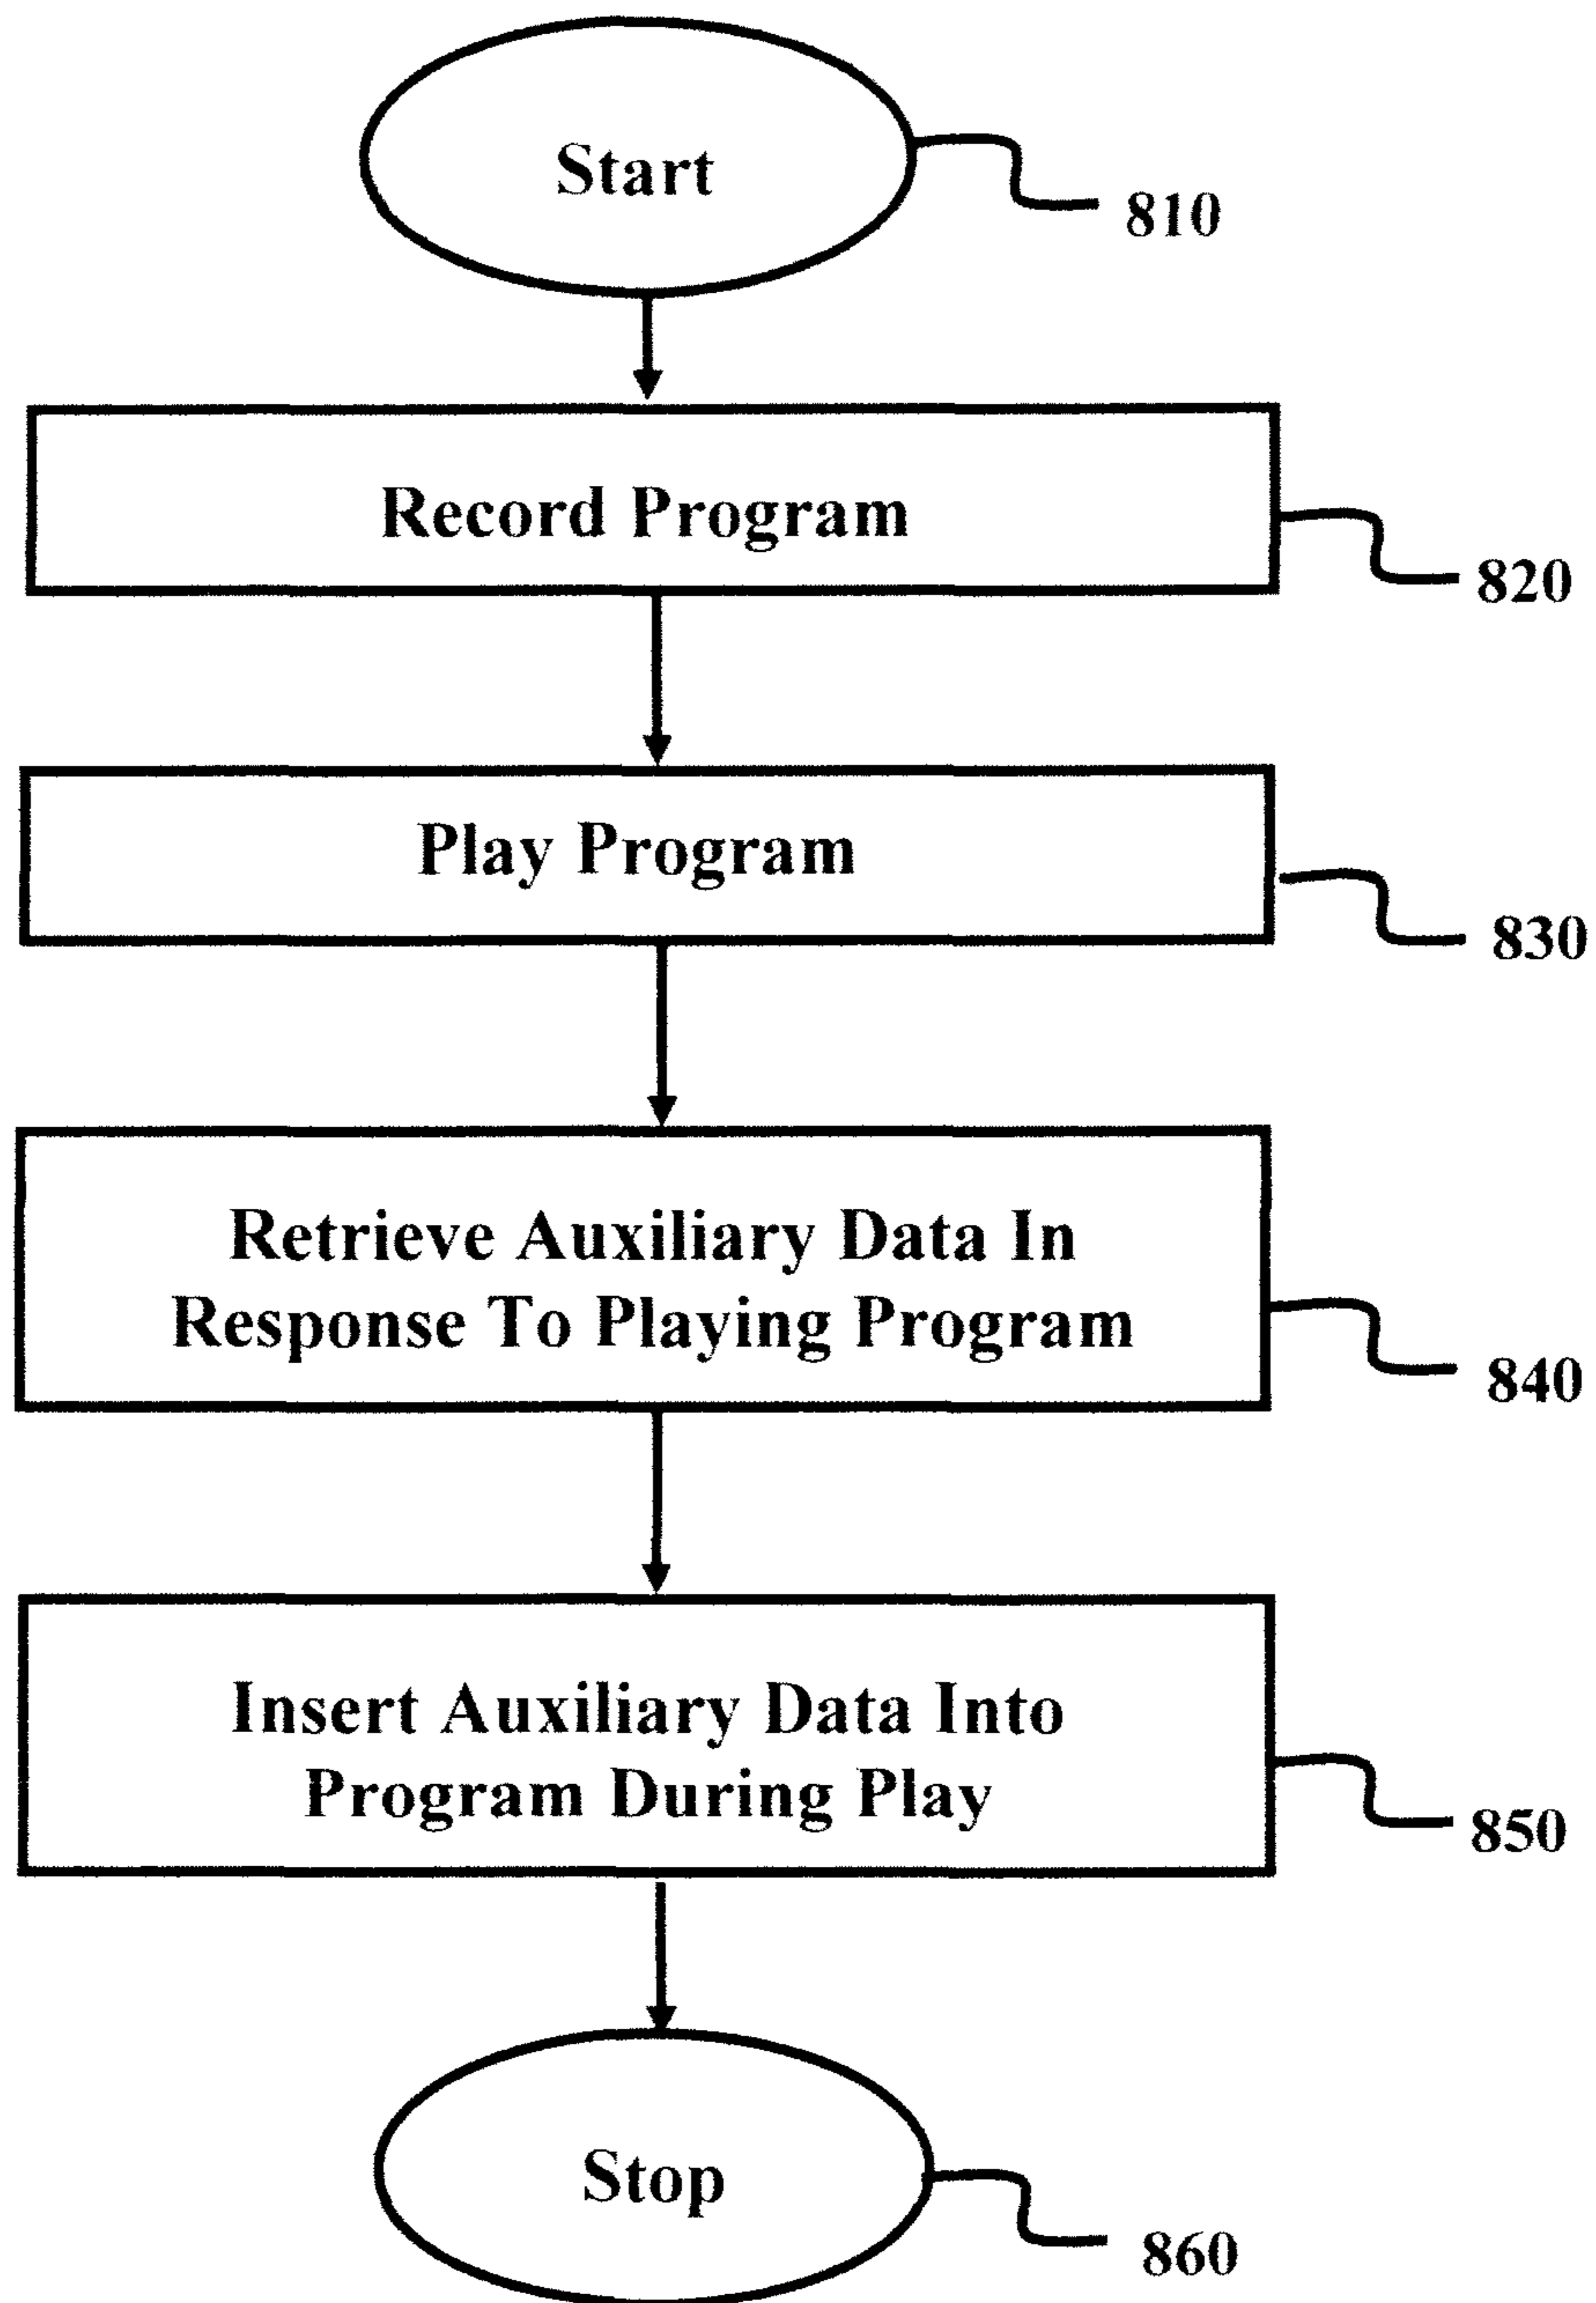 Start
810
Record Program
820
Play Program
830
Retrieve Auxiliary Data In
Response To Playing Program
840
Insert Auxiliary Data Into
Program During Play
850
Stop
860